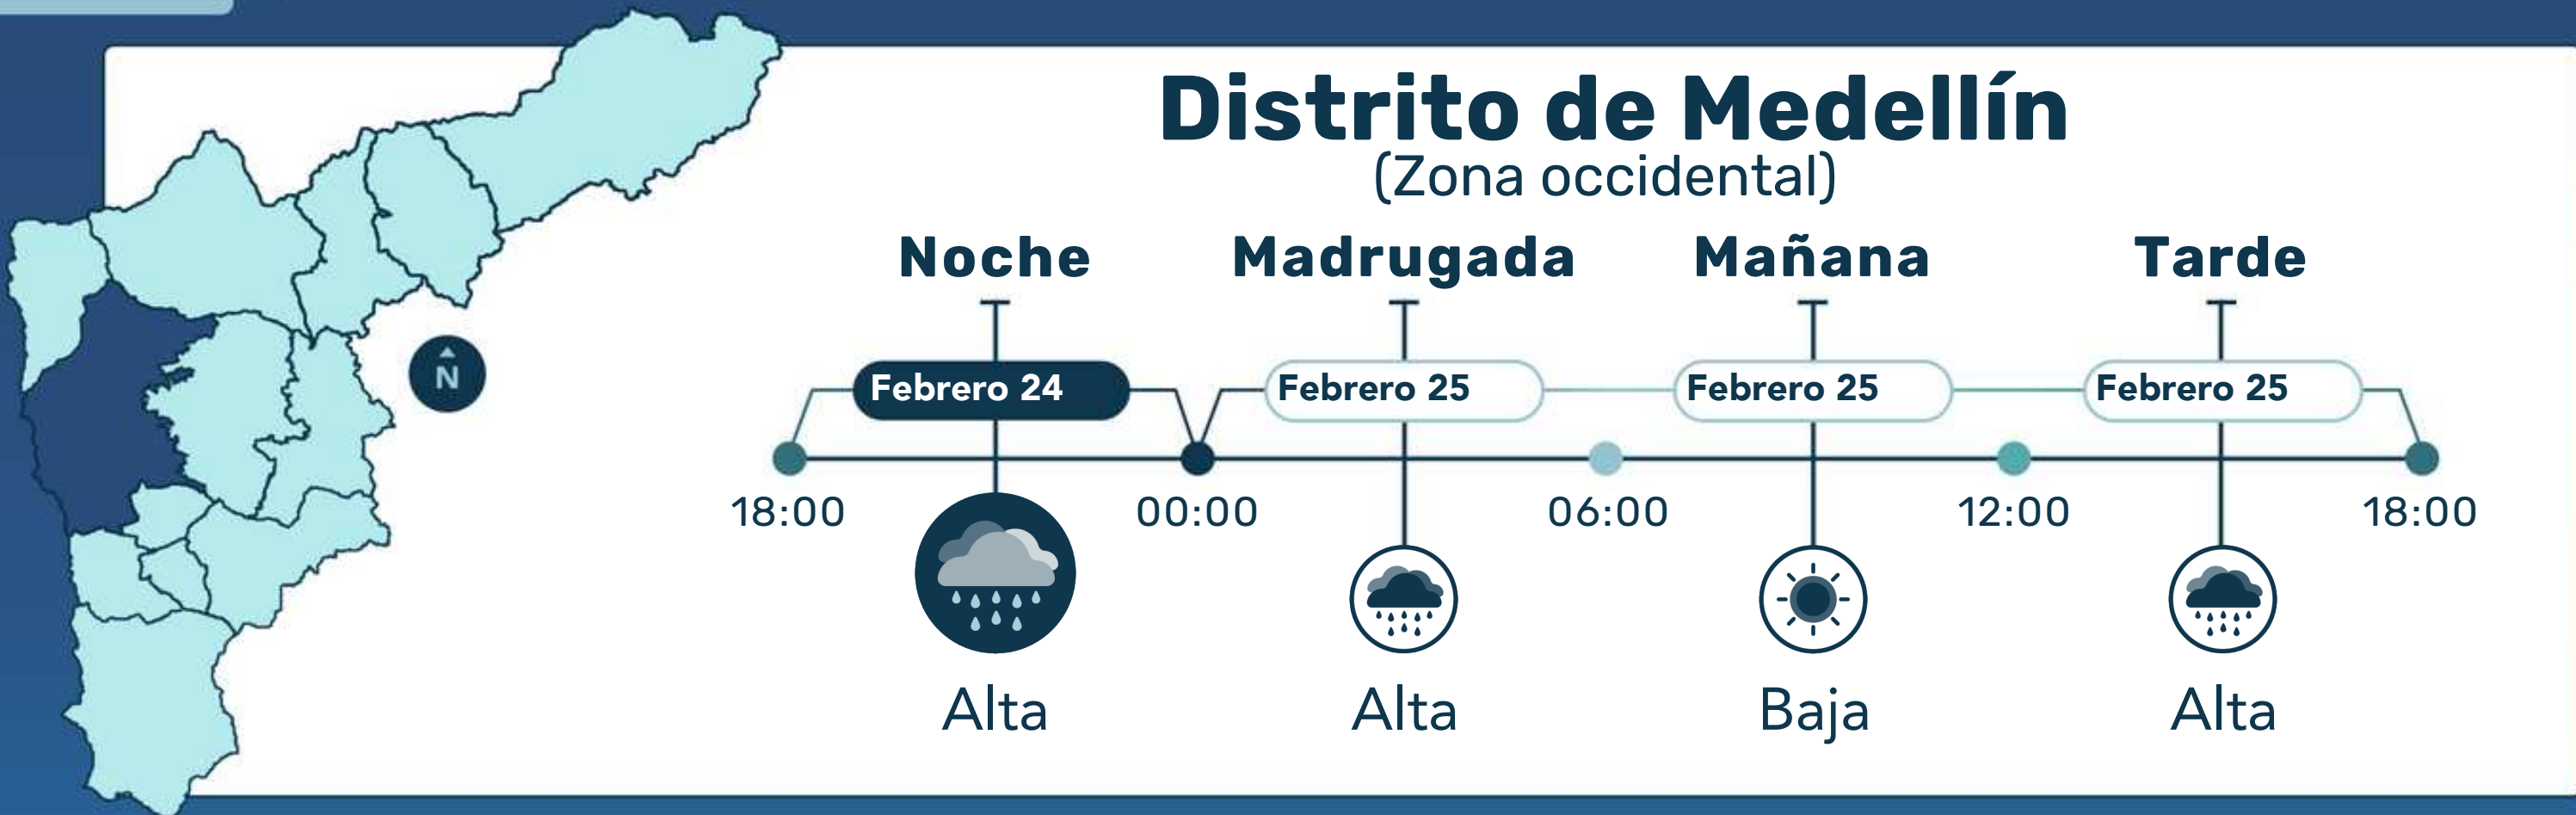 Distrito de Medellín
(Zona occidental)
Noche Madrugada Mañana Tarde
Febrero 24 Febrero 25 Febrero 25 Febrero 25
N
18:00 00:00 06:00 12:00 18:00
Alta Alta Baja Alta